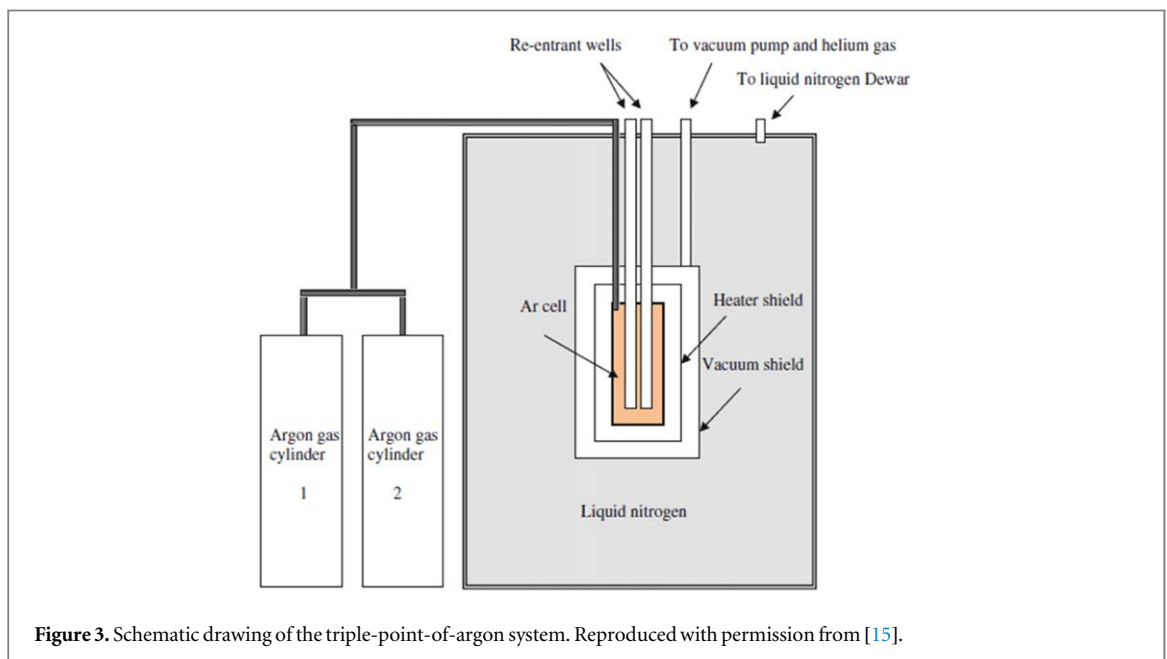 Re-entrant wells
To vacuum pump and helium gas
To liquid nitrogen Dewar
Ar cell
Heater shield
Vacuum shield
Argon gas
cylinder
1
Argon gas
cylinder
2
Liquid nitrogen
Figure 3. Schematic drawing of the triple-point-of-argon system. Reproduced with permission from [15].